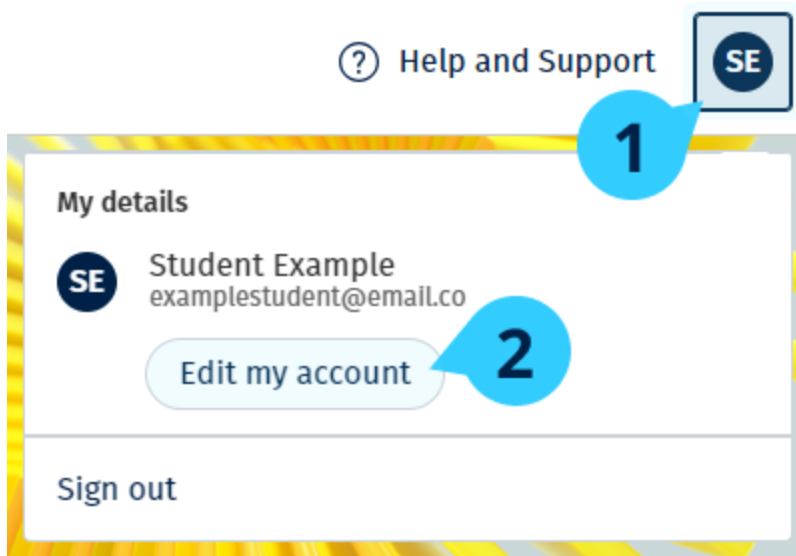 ? Help and Support SE
1
My details
SE Student Example
examplestudent@email.co
Edit my account 2
Sign out